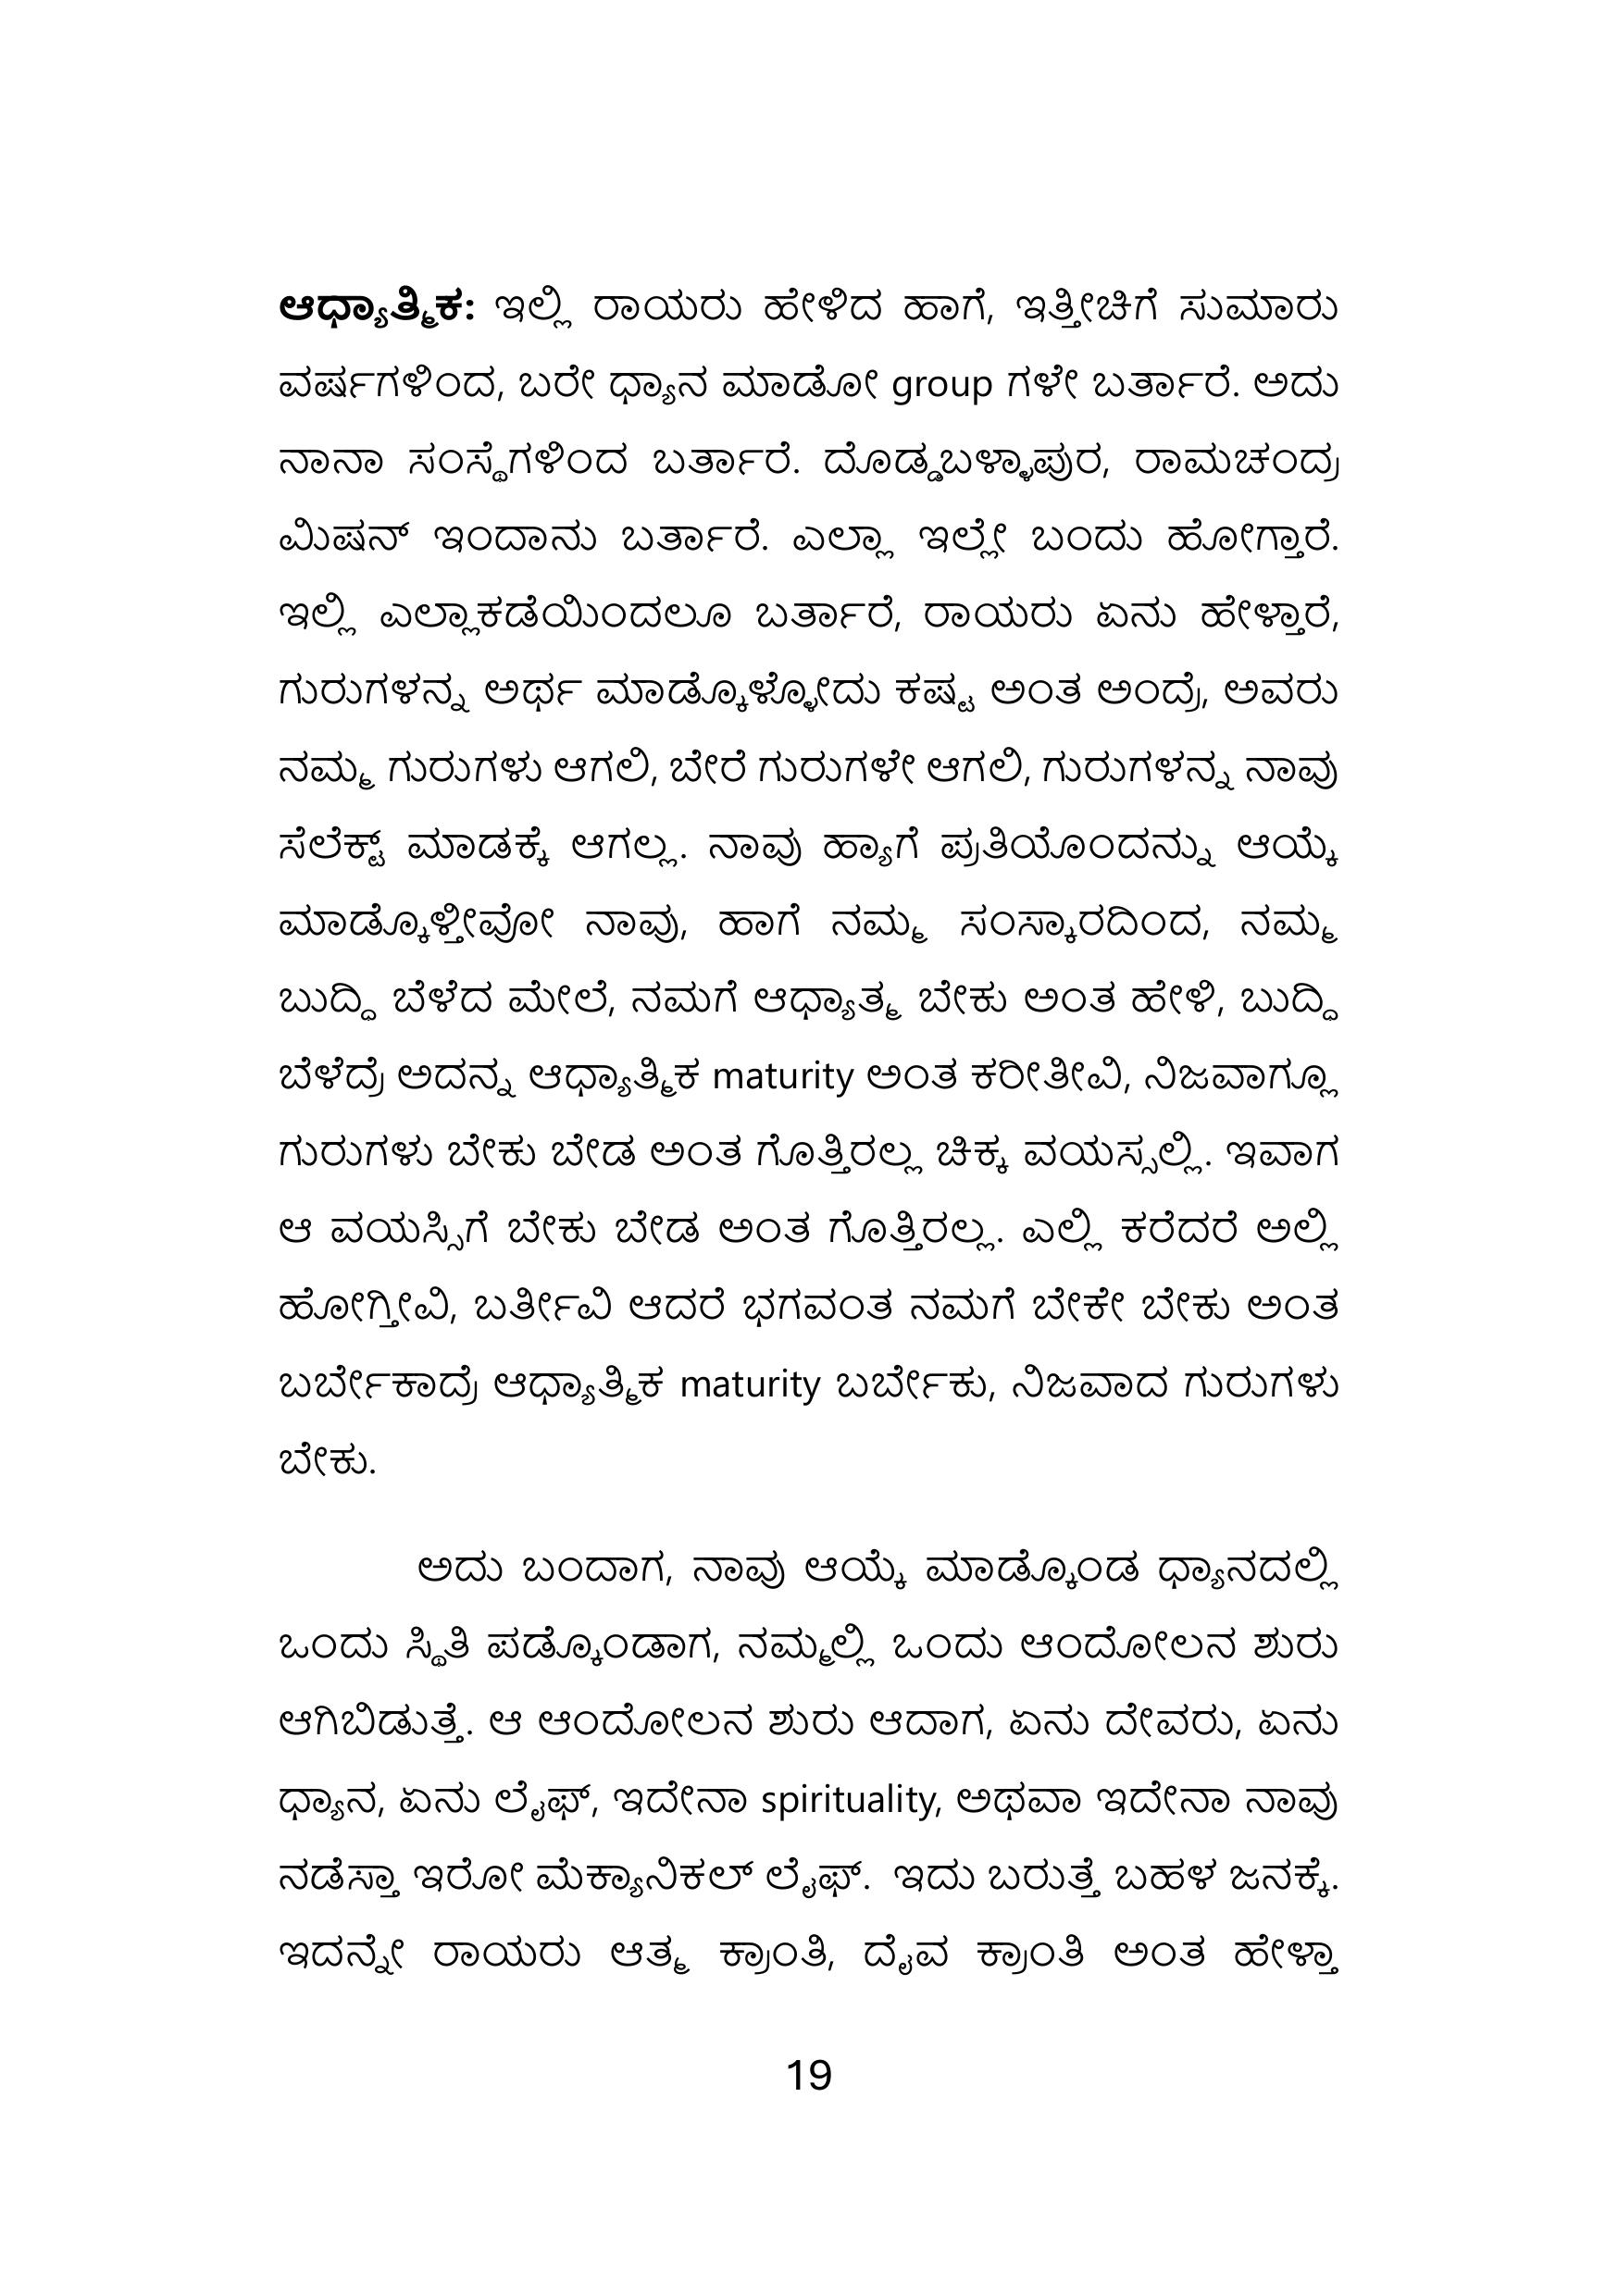 ಆಧ್ಯಾತ್ಮಿಕ: ಇಲ್ಲಿ ರಾಯರು ಹೇಳಿದ ಹಾಗೆ, ಇತ್ತೀಚಿಗೆ ಸುಮಾರು
ವರ್ಷಗಳಿಂದ, ಬರೇ ಧ್ಯಾನ ಮಾಡೋ group ಗಳೇ ಬರ್ತಾರೆ. ಅದು
ನಾನಾ ಸಂಸ್ಥೆಗಳಿಂದ ಬರ್ತಾರೆ. ದೊಡ್ಡಬಳ್ಳಾಪುರ, ರಾಮಚಂದ್ರ
ಮಿಷನ್ ಇಂದಾನು ಬರ್ತಾರೆ. ಎಲ್ಲಾ ಇಲ್ಲೇ ಬಂದು ಹೋಗ್ತಾರೆ.
ಇಲ್ಲಿ ಎಲ್ಲಾಕಡೆಯಿಂದಲೂ ಬರ್ತಾರೆ, ರಾಯರು ಏನು ಹೇಳ್ತಾರೆ,
ಗುರುಗಳನ್ನ ಅರ್ಥ ಮಾಡ್ಕೊಳ್ಳೋದು ಕಷ್ಟ ಅಂತ ಅಂದ್ರೆ, ಅವರು
ನಮ್ಮ ಗುರುಗಳು ಆಗಲಿ, ಬೇರೆ ಗುರುಗಳೇ ಆಗಲಿ, ಗುರುಗಳನ್ನ ನಾವು
ಸೆಲೆಕ್ಟ್ ಮಾಡಕ್ಕೆ ಆಗಲ್ಲ. ನಾವು ಹ್ಯಾಗೆ ಪ್ರತಿಯೊಂದನ್ನು ಆಯ್ಕೆ
ಮಾಡ್ಕೊಳ್ತೀವೋ ನಾವು, ಹಾಗೆ ನಮ್ಮ ಸಂಸ್ಕಾರದಿಂದ, ನಮ್ಮ
ಬುದ್ಧಿ ಬೆಳೆದ ಮೇಲೆ, ನಮಗೆ ಆಧ್ಯಾತ್ಮ ಬೇಕು ಅಂತ ಹೇಳಿ, ಬುದ್ಧಿ
ಬೆಳೆದ್ರೆ ಅದನ್ನ ಆಧ್ಯಾತ್ಮಿಕ maturity ಅಂತ ಕರೀತೀವಿ, ನಿಜವಾಗ್ಲೂ
ಗುರುಗಳು ಬೇಕು ಬೇಡ ಅಂತ ಗೊತ್ತಿರಲ್ಲ ಚಿಕ್ಕ ವಯಸ್ಸಲ್ಲಿ. ಇವಾಗ
ಆ ವಯಸ್ಸಿಗೆ ಬೇಕು ಬೇಡ ಅಂತ ಗೊತ್ತಿರಲ್ಲ. ಎಲ್ಲಿ ಕರೆದರೆ ಅಲ್ಲಿ
ಹೋಗ್ತೀವಿ, ಬರ್ತೀವಿ ಆದರೆ ಭಗವಂತ ನಮಗೆ ಬೇಕೇ ಬೇಕು ಅಂತ
ಬರ್ಬೇಕಾದ್ರೆ ಆಧ್ಯಾತ್ಮಿಕ maturity ಬರ್ಬೇಕು, ನಿಜವಾದ ಗುರುಗಳು
ಬೇಕು.
ಅದು ಬಂದಾಗ, ನಾವು ಆಯ್ಕೆ ಮಾಡ್ಕೊಂಡ ಧ್ಯಾನದಲ್ಲಿ
ಒಂದು ಸ್ಥಿತಿ ಪಡ್ಕೊಂಡಾಗ, ನಮ್ಮಲ್ಲಿ ಒಂದು ಆಂದೋಲನ ಶುರು
ಆಗಿಬಿಡುತ್ತೆ. ಆ ಆಂದೋಲನ ಶುರು ಆದಾಗ, ಏನು ದೇವರು, ಏನು
ಧ್ಯಾನ, ಏನು ಲೈಫ್, ಇದೇನಾ spirituality, ಅಥವಾ ಇದೇನಾ ನಾವು
ನಡೆಸ್ತಾ ಇರೋ ಮೆಕ್ಯಾನಿಕಲ್ ಲೈಫ್. ಇದು ಬರುತ್ತೆ ಬಹಳ ಜನಕ್ಕೆ.
ಇದನ್ನೇ ರಾಯರು ಆತ್ಮ ಕ್ರಾಂತಿ, ದೈವ ಕ್ರಾಂತಿ ಅಂತ ಹೇಳ್ತಾ
19